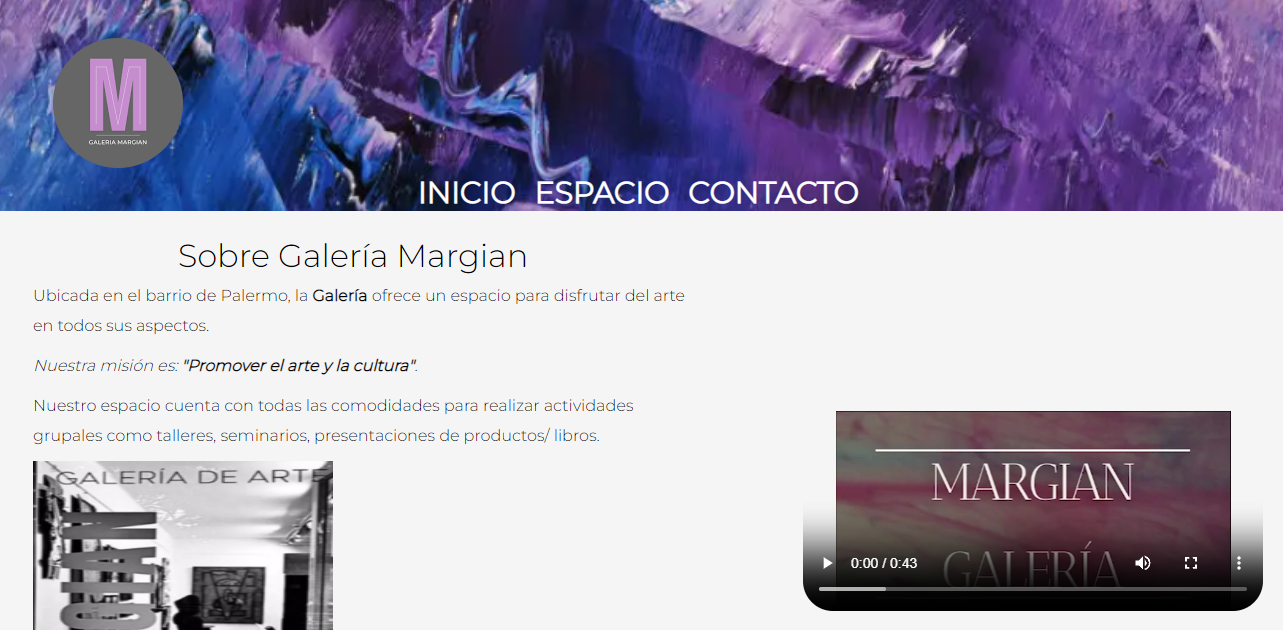 M
GALERIA MARGIAN
INICIO ESPACIO CONTACTO
Sobre Galería Margian
Ubicada en el barrio de Palermo, la Galería ofrece un espacio para disfrutar del arte
en todos sus aspectos.
Nuestra misión es: "Promover el arte y la cultura".
Nuestro espacio cuenta con todas las comodidades para realizar actividades
grupales como talleres, seminarios, presentaciones de productos/ libros.
GALERÍA DE ARTE
GIAN
MARGIAN
GALERÍA
0:00 / 0:43